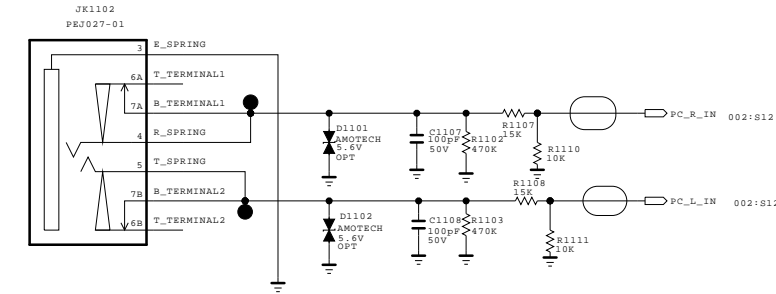 JK1102
PEJ027-01
3 E_SPRING
6A T_TERMINAL1
7A B_TERMINAL1
4 R_SPRING
5 T_SPRING
7B B_TERMINAL2
6B T_TERMINAL2
D1101
AMOTECH
5.6V
OPT
C1107
100pF
50V
R1102
470K
R1107
15K
R1110
10K
PC_R_IN 002:S12
D1102
AMOTECH
5.6V
OPT
C1108
100pF
50V
R1103
470K
R1108
15K
R1111
10K
PC_L_IN 002:S12